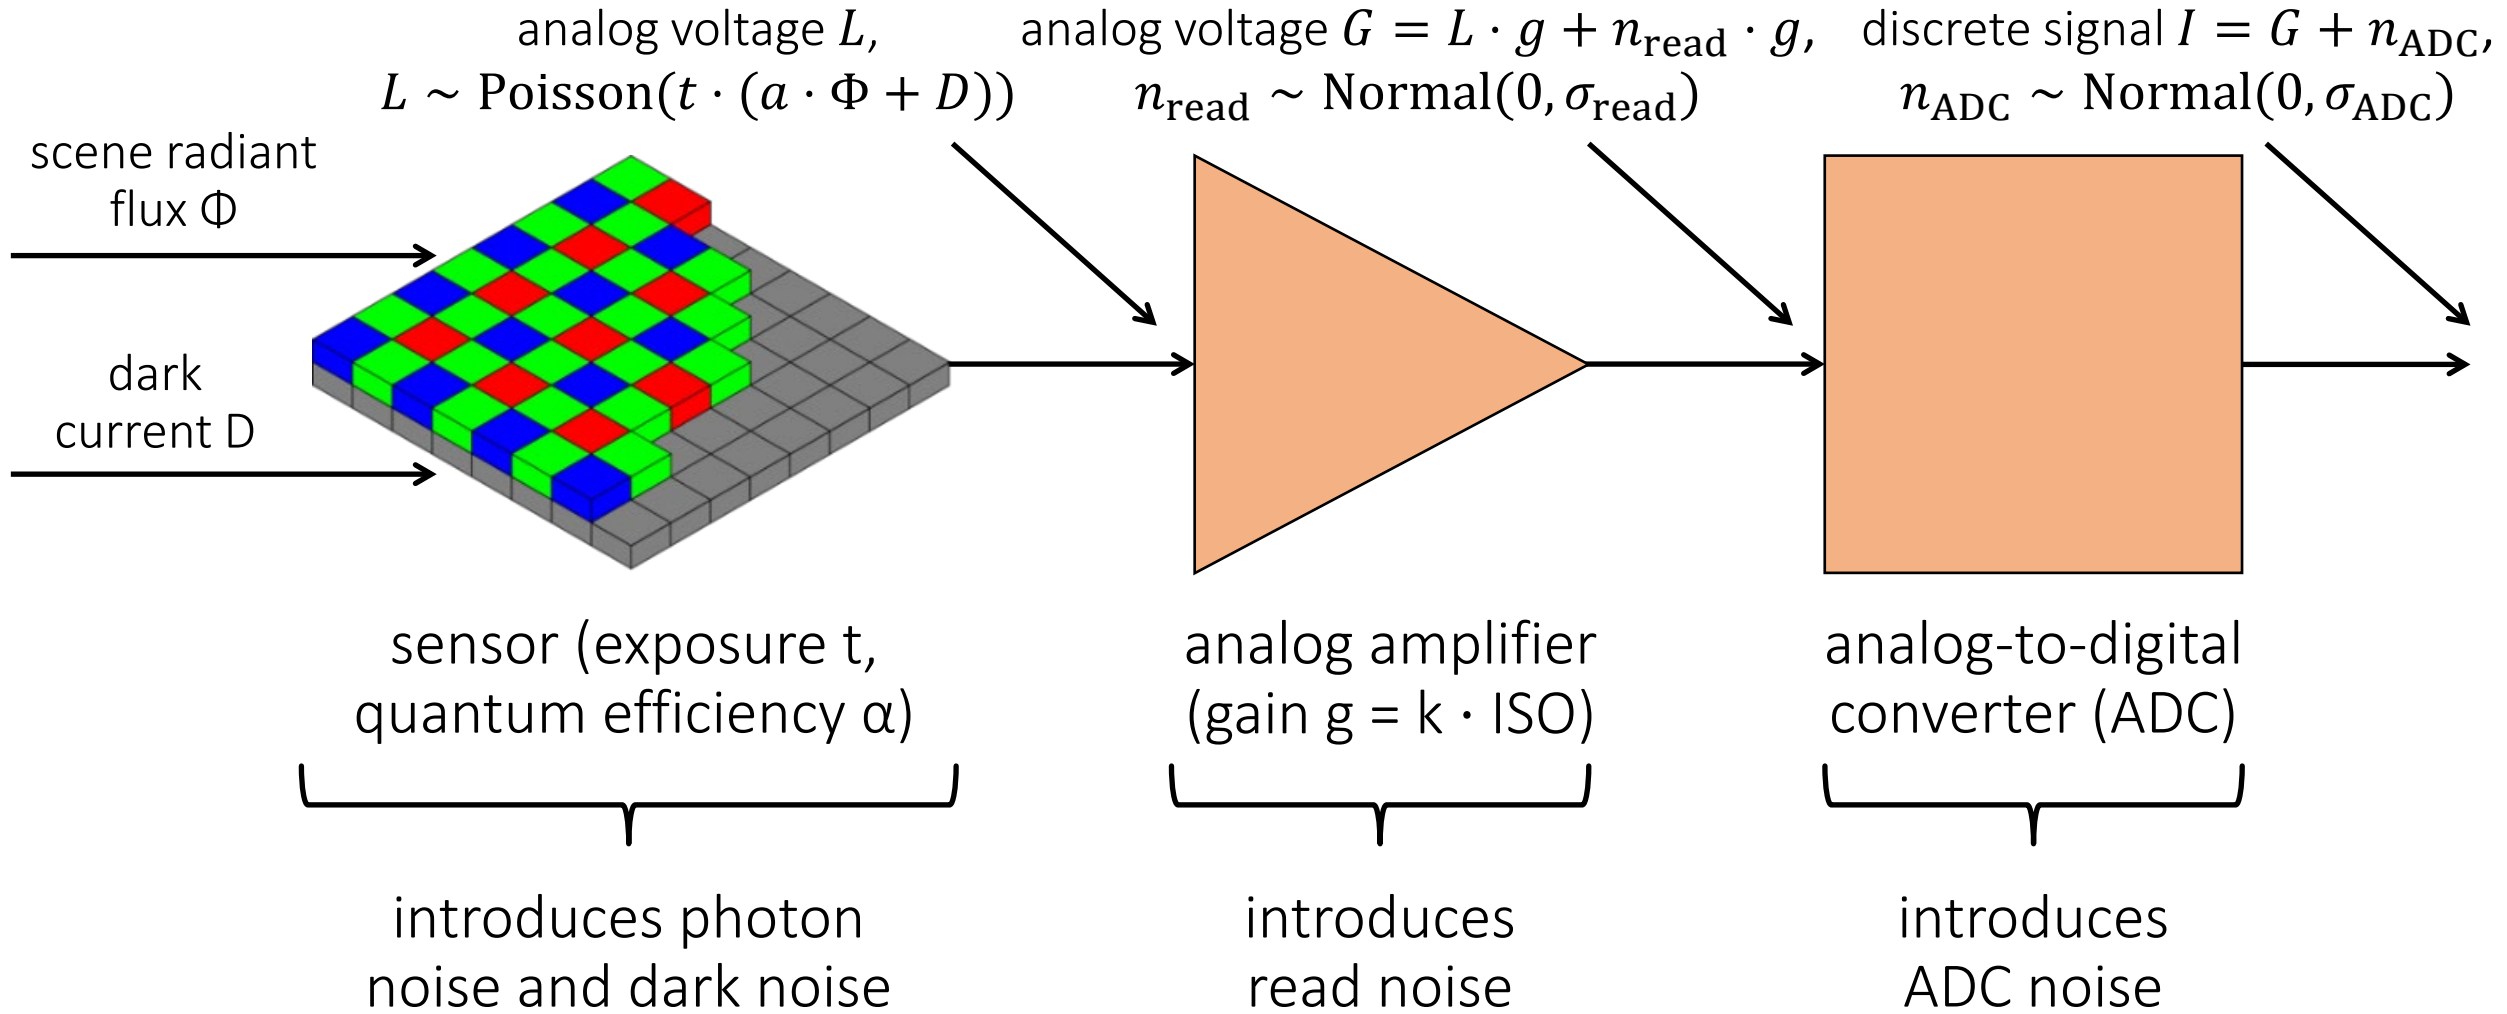 analog voltage L,
L ~ Poisson(t · (a · Φ + D))
analog voltage G = L · g + n_read · g,
n_read ~ Normal(0, σ_read)
discrete signal I = G + n_ADC,
n_ADC ~ Normal(0, σ_ADC)
scene radiant
flux Φ
dark
current D
sensor (exposure t,
quantum efficiency α)
analog amplifier
(gain g = k · ISO)
analog-to-digital
converter (ADC)
introduces photon
noise and dark noise
introduces
read noise
introduces
ADC noise